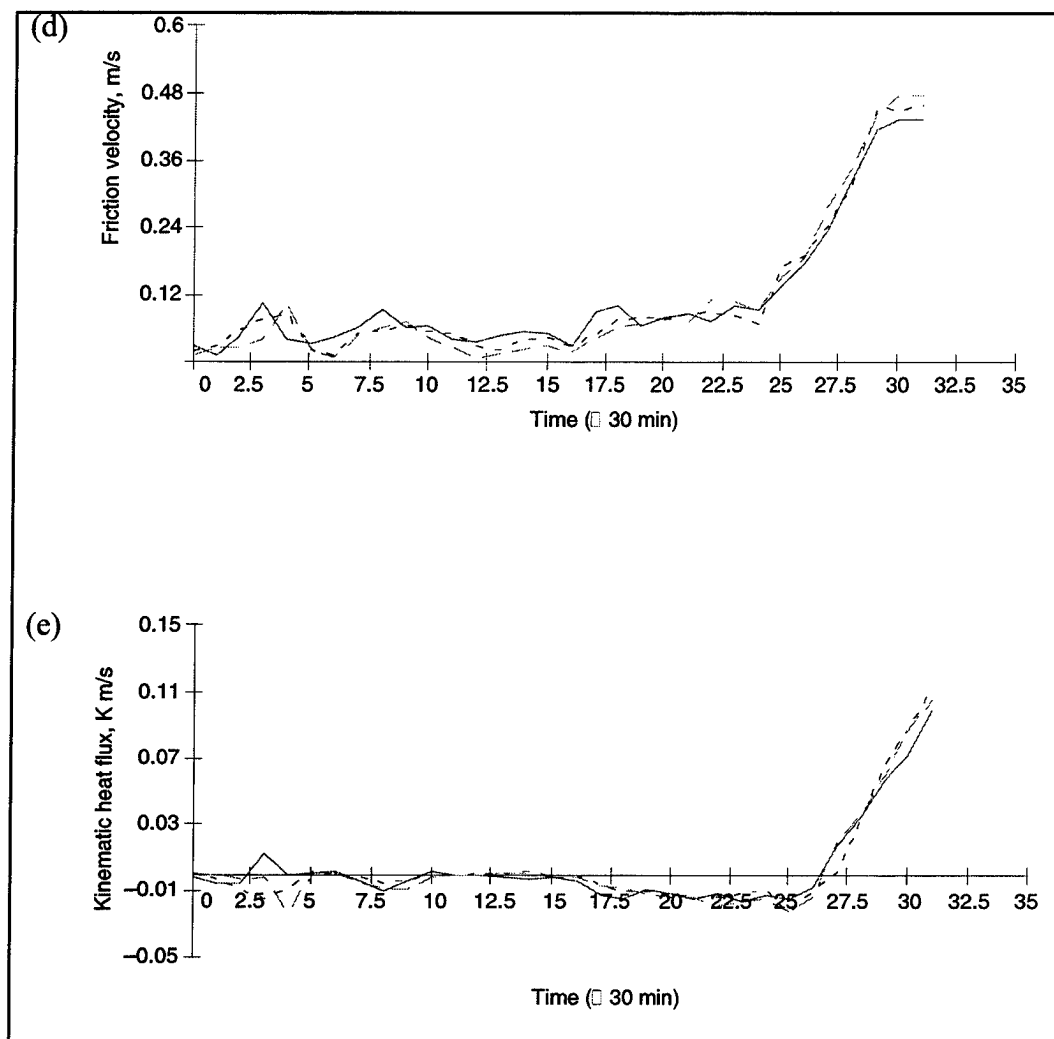 (d)
Friction velocity, m/s
0.6
0.48
0.36
0.24
0.12
0 2.5 5 7.5 10 12.5 15 17.5 20 22.5 25 27.5 30 32.5 35
Time (▯ 30 min)
(e)
Kinematic heat flux, K m/s
0.15
0.11
0.07
0.03
−0.01
−0.05
0 2.5 5 7.5 10 12.5 15 17.5 20 22.5 25 27.5 30 32.5 35
Time (▯ 30 min)